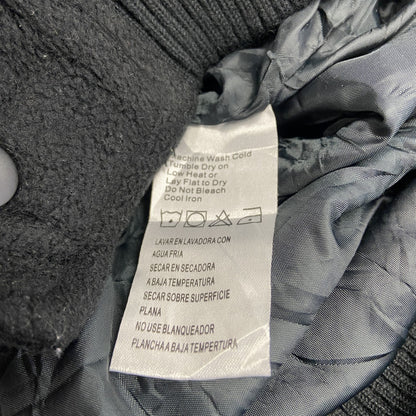 Machine Wash Cold
Tumble Dry on
Low Heat or
Lay Flat to Dry
Do Not Bleach
Cool Iron
LAVAR EN LAVADORA CON
AGUA FRIA
SECAR EN SECADORA
A BAJA TEMPERATURA
SECAR SOBRE SUPERFICIE
PLANA
NO USE BLANQUEADOR
PLANCHA A BAJA TEMPERTURA